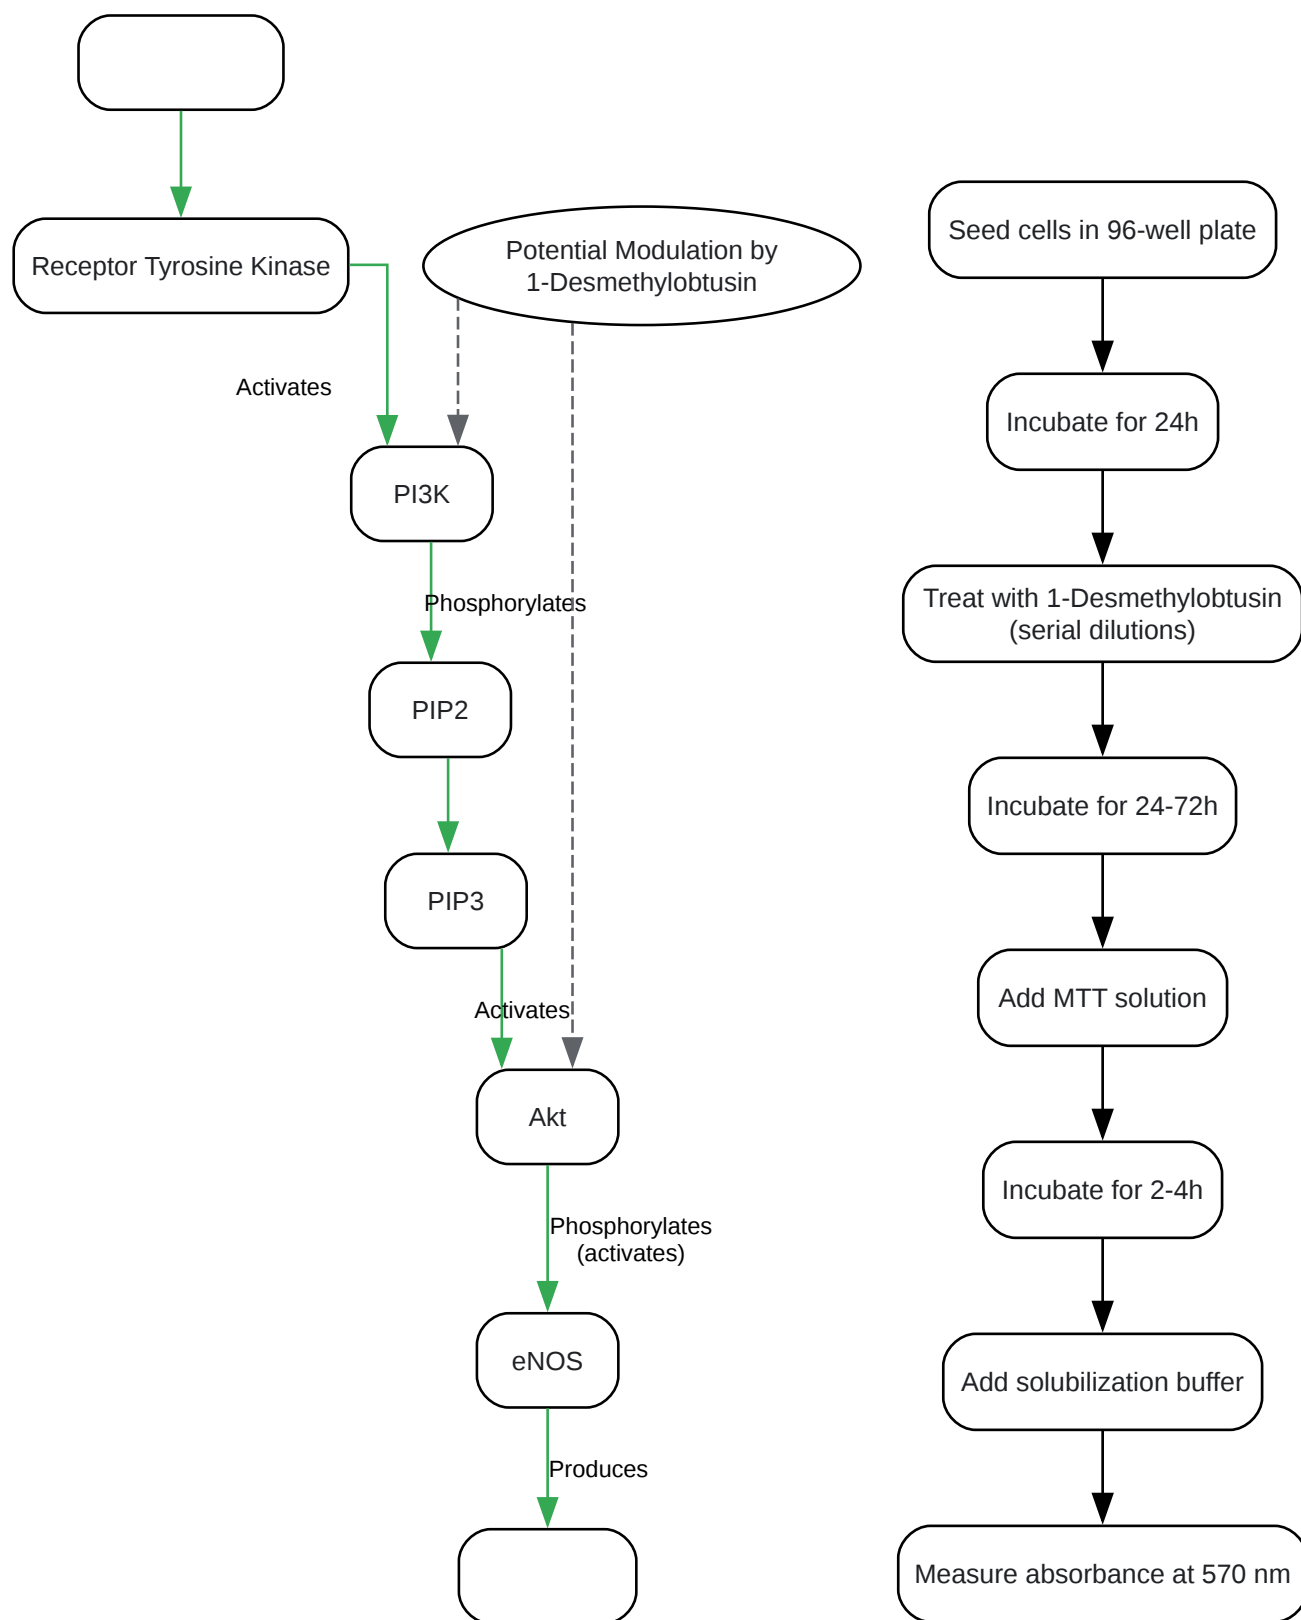 Receptor Tyrosine Kinase
Potential Modulation by
1-Desmethylobtusin
Activates
PI3K
Phosphorylates
PIP2
PIP3
Activates
Akt
Phosphorylates
(activates)
eNOS
Produces
Seed cells in 96-well plate
Incubate for 24h
Treat with 1-Desmethylobtusin
(serial dilutions)
Incubate for 24-72h
Add MTT solution
Incubate for 2-4h
Add solubilization buffer
Measure absorbance at 570 nm